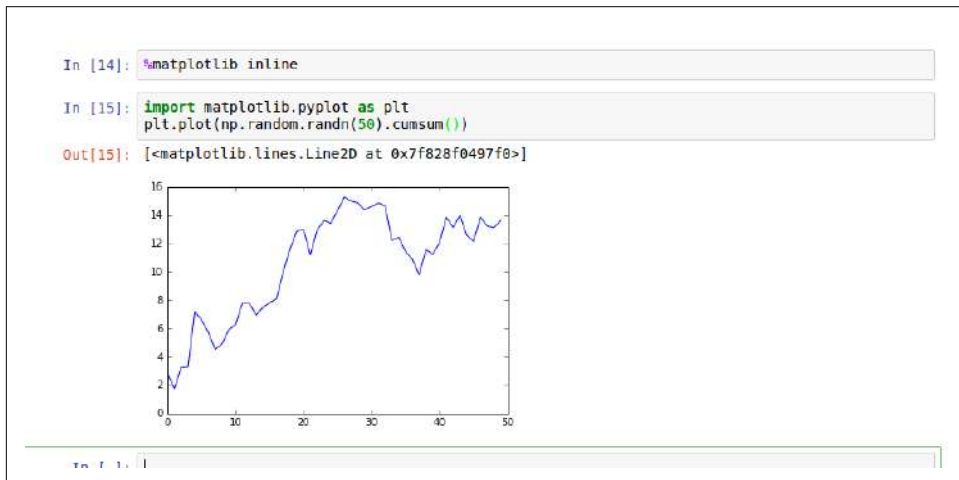 In [14]: %matplotlib inline
In [15]: import matplotlib.pyplot as plt
plt.plot(np.random.randn(50).cumsum())
Out[15]: [<matplotlib.lines.Line2D at 0x7f828f0497f0>]
16
14
12
10
8
6
4
2
0
0 10 20 30 40 50
In [ ]: